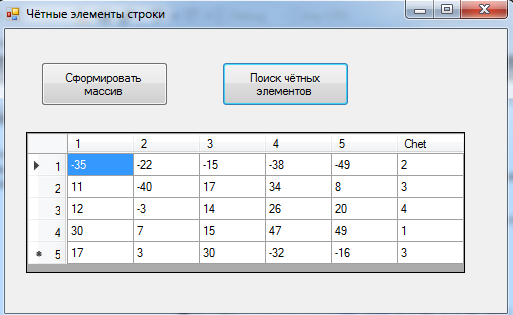 Чётные элементы строки
Сформировать
массив
Поиск чётных
элементов
1 2 3 4 5 Chet
1 -35 -22 -15 -38 -49 2
2 11 -40 17 34 8 3
3 12 -3 14 26 20 4
4 30 7 15 47 49 1
5 17 3 30 -32 -16 3